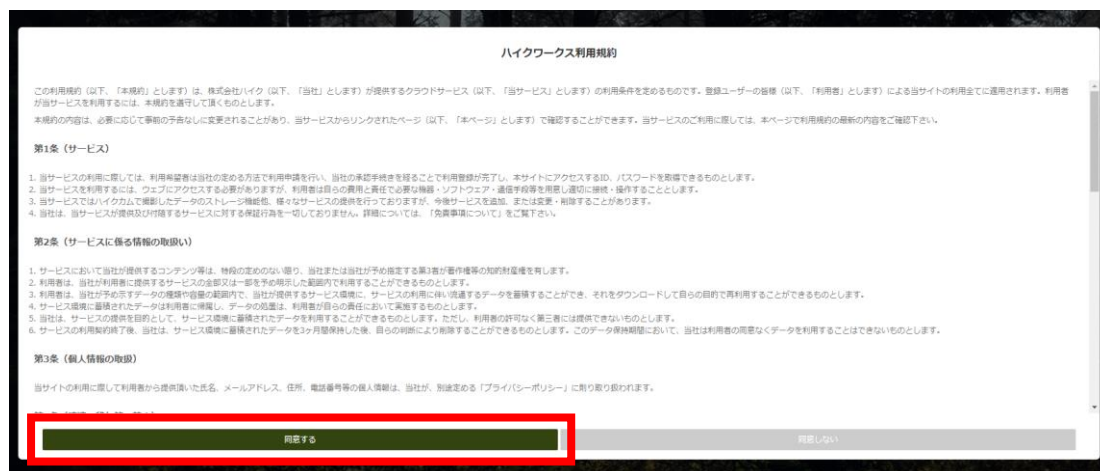 ハイクワークス利用規約
この利用規約（以下、「本規約」とします）は、株式会社ハイク（以下、「当社」とします）が提供するクラウドサービス（以下、「当サービス」とします）の利用条件を定めるものです。登録ユーザーの皆様（以下、「利用者」とします）による当サイトの利用全てに適用されます。利用者
が当サービスを利用するには、本規約を遵守して頂くものとします。
本規約の内容は、必要に応じて事前の予告なしに変更されることがあり、当サービスからリンクされたページ（以下、「本ページ」とします）で確認することができます。当サービスのご利用に際しては、本ページで利用規約の最新の内容をご確認下さい。
第1条（サービス）
1. 当サービスの利用に際しては、利用希望者は当社の定める方法で利用申請を行い、当社の承認手続きを経ることで利用登録が完了し、本サイトにアクセスするID、パスワードを取得できるものとします。
2. 当サービスを利用するには、ウェブにアクセスする必要がありますが、利用者は自らの費用と責任で必要な機器・ソフトウェア・通信手段等を用意し適切に接続・操作することとします。
3. 当サービスではハイクカムで撮影したデータのストレージ機能他、様々なサービスの提供を行っておりますが、今後サービスを追加、または変更・削除することがあります。
4. 当社は、当サービスが提供及び付随するサービスに対する保証行為を一切しておりません。詳細については、「免責事項について」をご覧下さい。
第2条（サービスに係る情報の取扱い）
1. サービスにおいて当社が提供するコンテンツ等は、特段の定めのない限り、当社または当社が予め指定する第3者が著作権等の知的財産権を有します。
2. 利用者は、当社が利用者に提供するサービスの全部又は一部を予め明示した範囲内で利用することができるものとします。
3. 利用者は、当社が予め示すデータの種類や容量の範囲内で、当社が提供するサービス環境に、サービスの利用に伴い流通するデータを蓄積することができ、それをダウンロードして自らの目的で再利用することができるものとします。
4. サービス環境に蓄積されたデータは利用者に帰属し、データの処置は、利用者が自らの責任において実施するものとします。
5. 当社は、サービスの提供を目的として、サービス環境に蓄積されたデータを利用することができるものとします。ただし、利用者の許可なく第三者には提供できないものとします。
6. サービスの利用契約終了後、当社は、サービス環境に蓄積されたデータを3ヶ月間保持した後、自らの判断により削除することができるものとします。このデータ保持期間において、当社は利用者の同意なくデータを利用することはできないものとします。
第3条（個人情報の取扱）
当サイトの利用に際して利用者から提供頂いた氏名、メールアドレス、住所、電話番号等の個人情報は、当社が、別途定める「プライバシーポリシー」に則り取り扱われます。
同意する
同意しない